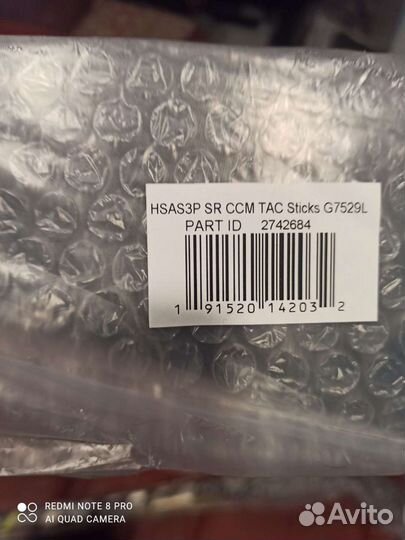 HSAS3P SR CCM TAC Sticks G7529L
PART ID 2742684
1 91520 14203 2
REDMI NOTE 8 PRO
AI QUAD CAMERA
Avito